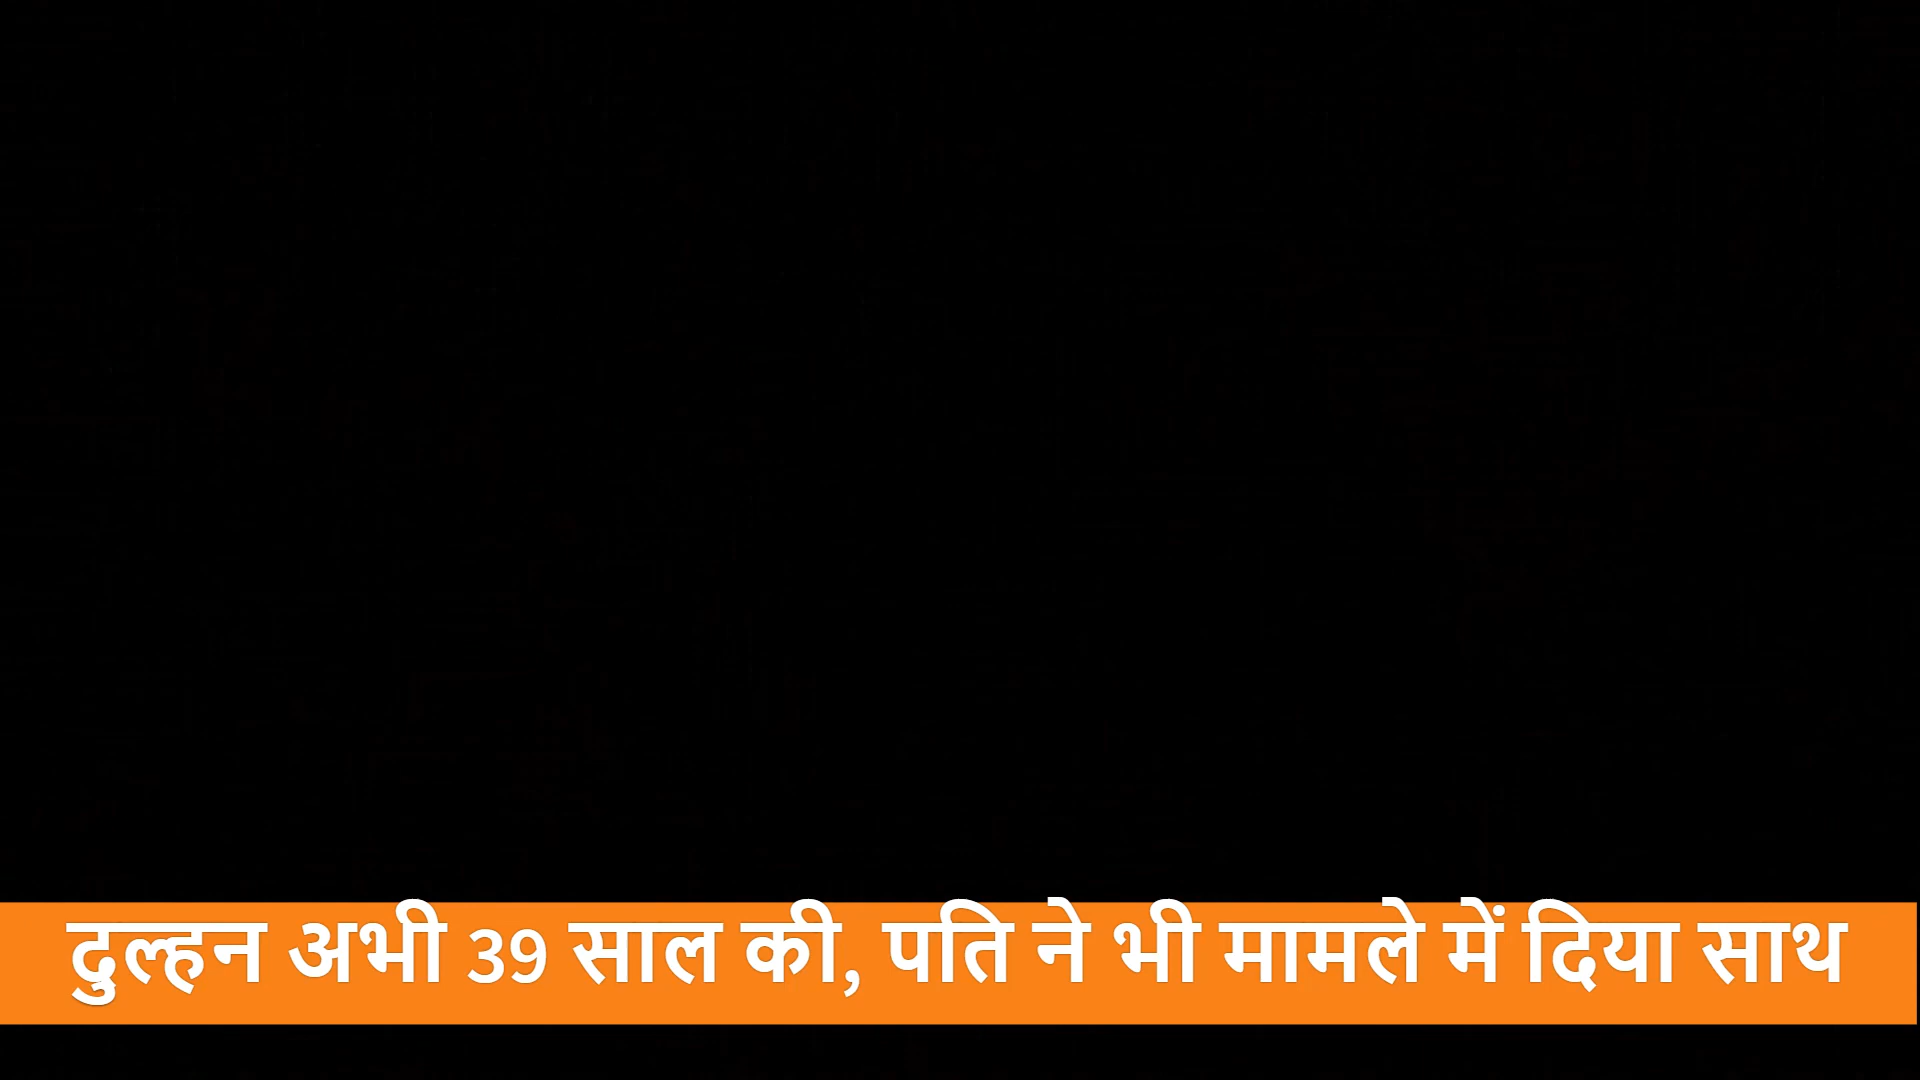 दुल्हन अभी 39 साल की, पति ने भी मामले में दिया साथ